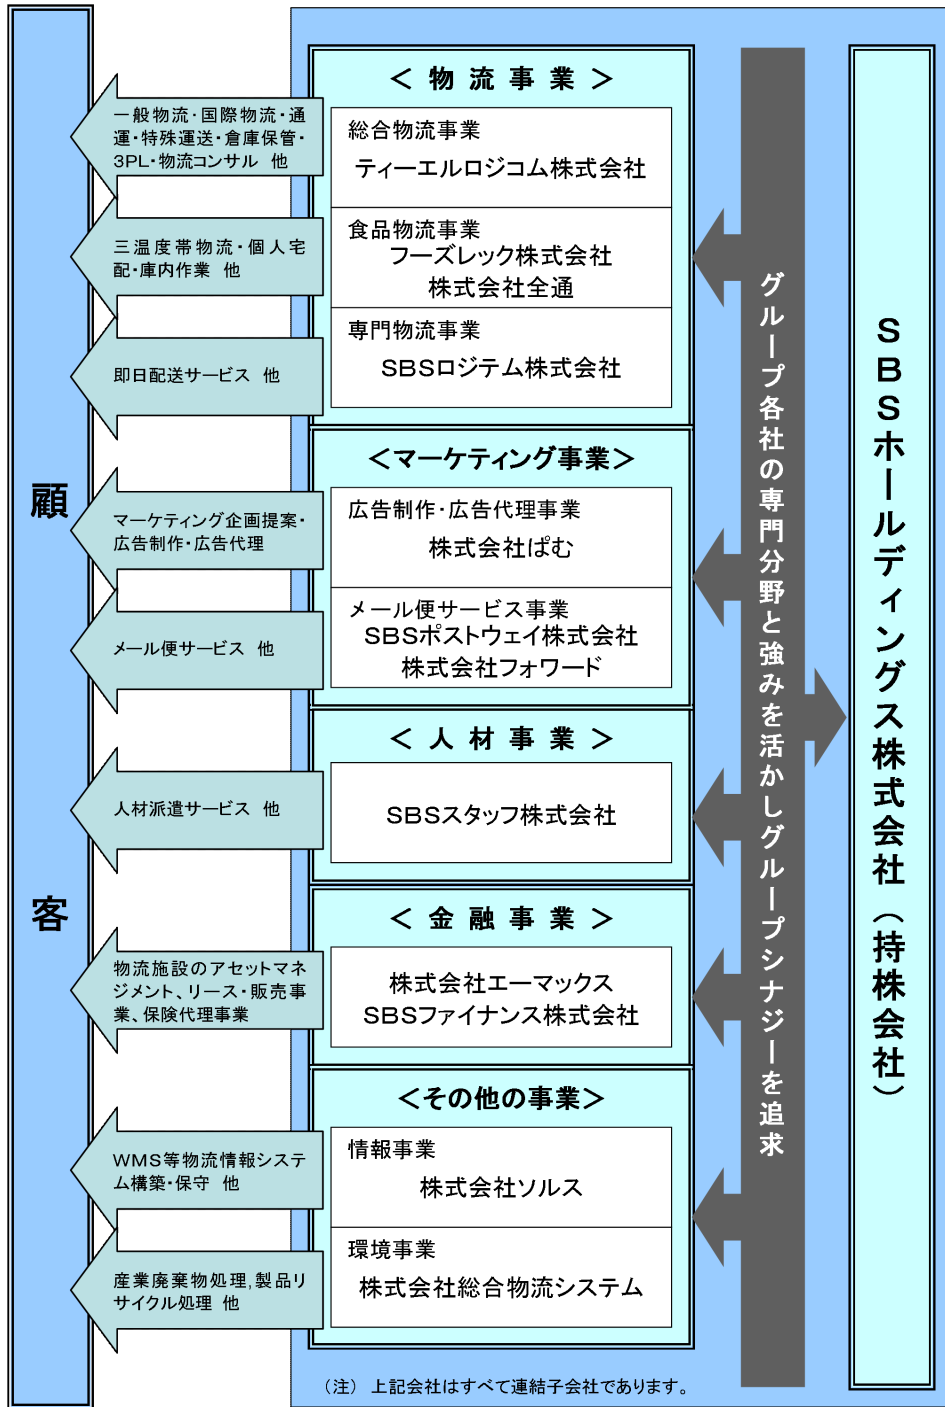 顧客
一般物流・国際物流・通
運・特殊運送・倉庫保管・
3PL・物流コンサル 他
三温度帯物流・個人宅
配・庫内作業 他
即日配送サービス 他
マーケティング企画提案・
広告制作・広告代理
メール便サービス 他
人材派遣サービス 他
物流施設のアセットマネ
ジメント、リース・販売事
業、保険代理事業
WMS等物流情報システ
ム構築・保守 他
産業廃棄物処理,製品リ
サイクル処理 他
＜ 物 流 事 業 ＞
総合物流事業
ティーエルロジコム株式会社
食品物流事業
フーズレック株式会社
株式会社全通
専門物流事業
SBSロジテム株式会社
＜マーケティング事業＞
広告制作・広告代理事業
株式会社ぱむ
メール便サービス事業
SBSポストウェイ株式会社
株式会社フォワード
＜ 人 材 事 業 ＞
SBSスタッフ株式会社
＜ 金 融 事 業 ＞
株式会社エーマックス
SBSファイナンス株式会社
＜その他の事業＞
情報事業
株式会社ソルス
環境事業
株式会社総合物流システム
（注） 上記会社はすべて連結子会社であります。
グループ各社の専門分野と強みを活かしグループシナジーを追求
SBSホールディングス株式会社（持株会社）